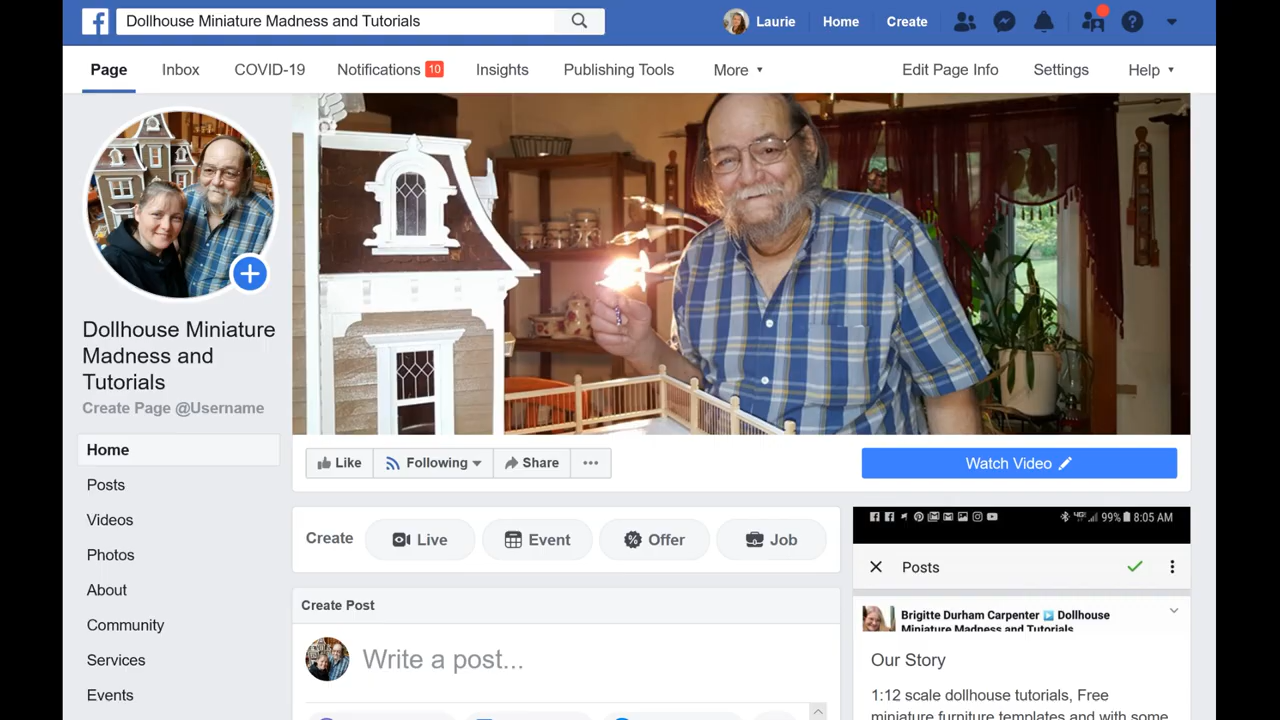 Dollhouse Miniature Madness and Tutorials
Laurie Home Create
Page Inbox COVID-19 Notifications 10 Insights Publishing Tools More Edit Page Info Settings Help
Dollhouse Miniature
Madness and
Tutorials
Create Page @Username
Home
Posts
Videos
Photos
About
Community
Services
Events
Like Following Share ... Watch Video
Create Live Event Offer Job
Create Post
Write a post...
99% 8:05 AM
Posts
Brigitte Durham Carpenter Dollhouse
Miniature Madness and Tutorials
Our Story
1:12 scale dollhouse tutorials, Free
miniature furniture templates and with some